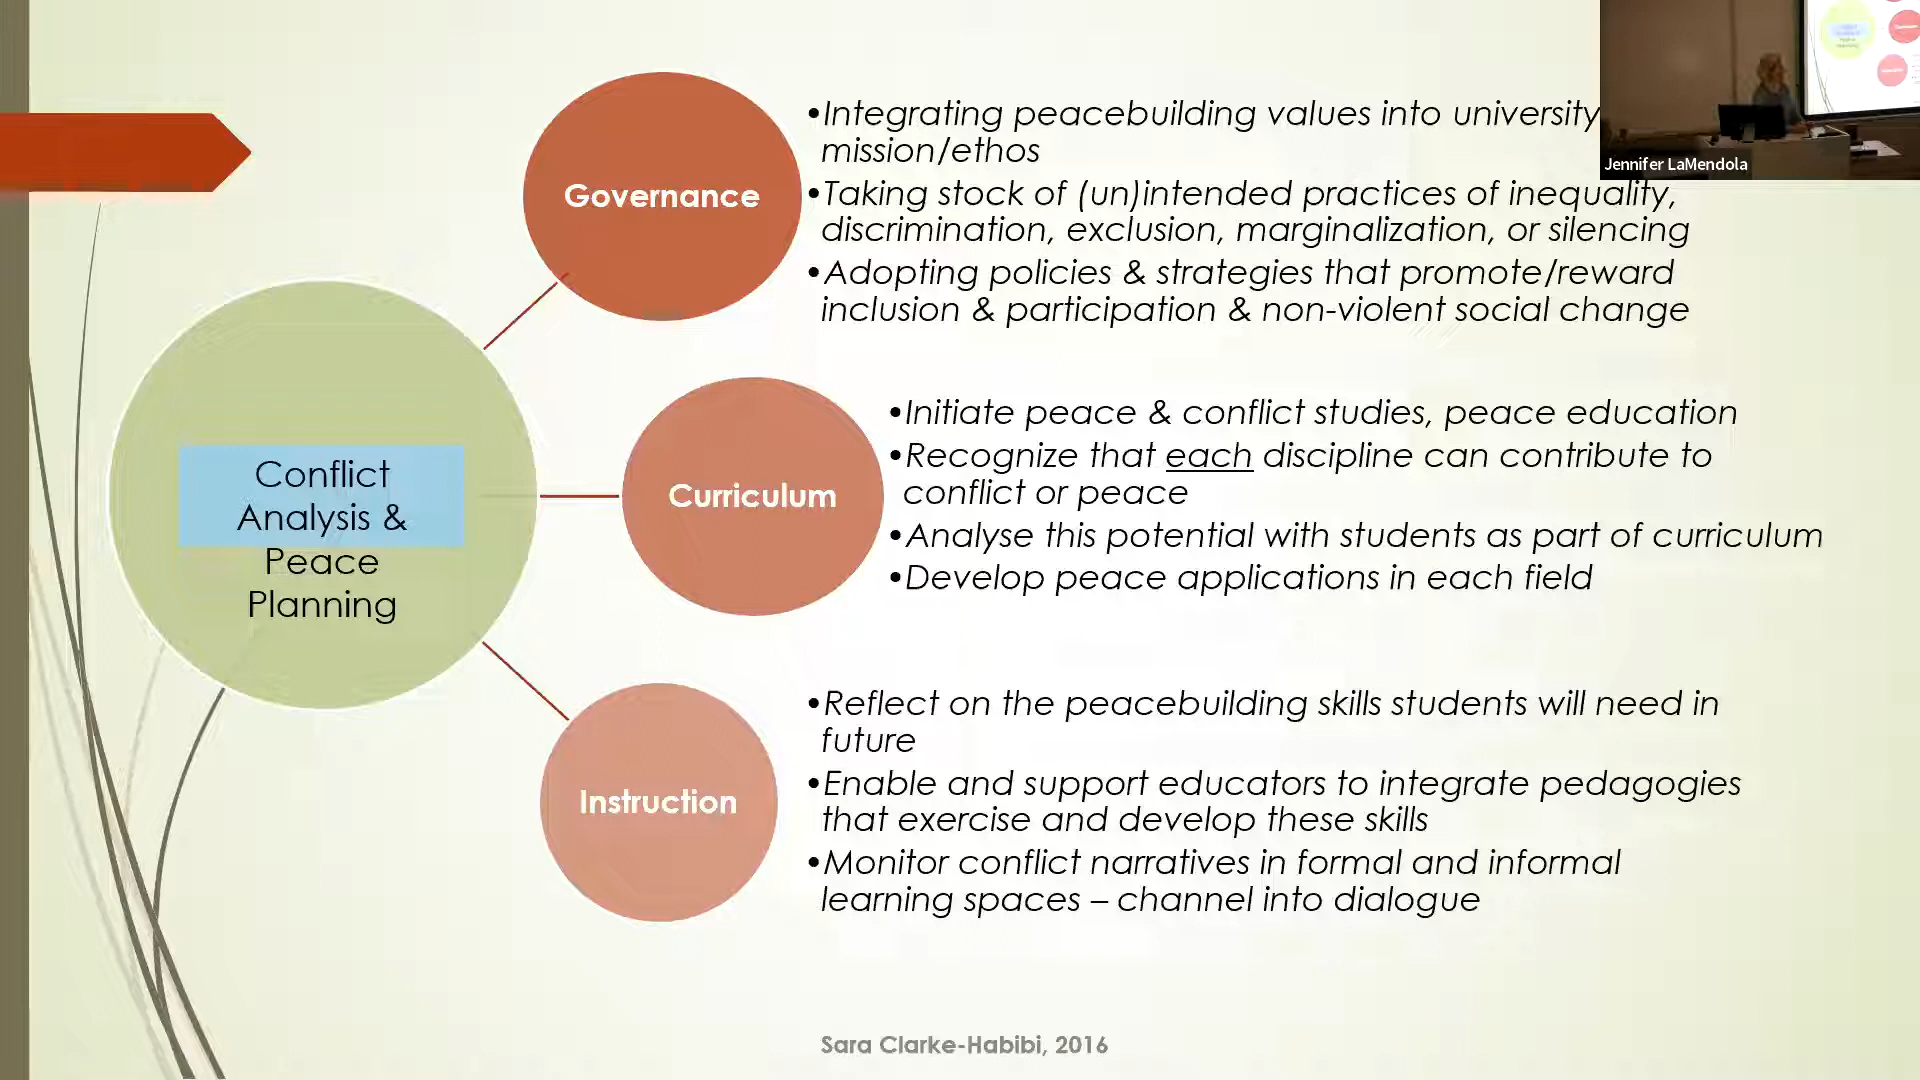 Conflict
Analysis &
Peace
Planning
Governance
•Integrating peacebuilding values into university
mission/ethos
•Taking stock of (un)intended practices of inequality,
discrimination, exclusion, marginalization, or silencing
•Adopting policies & strategies that promote/reward
inclusion & participation & non-violent social change
Curriculum
•Initiate peace & conflict studies, peace education
•Recognize that each discipline can contribute to
conflict or peace
•Analyse this potential with students as part of curriculum
•Develop peace applications in each field
Instruction
•Reflect on the peacebuilding skills students will need in
future
•Enable and support educators to integrate pedagogies
that exercise and develop these skills
•Monitor conflict narratives in formal and informal
learning spaces – channel into dialogue
Sara Clarke-Habibi, 2016
Jennifer LaMendola